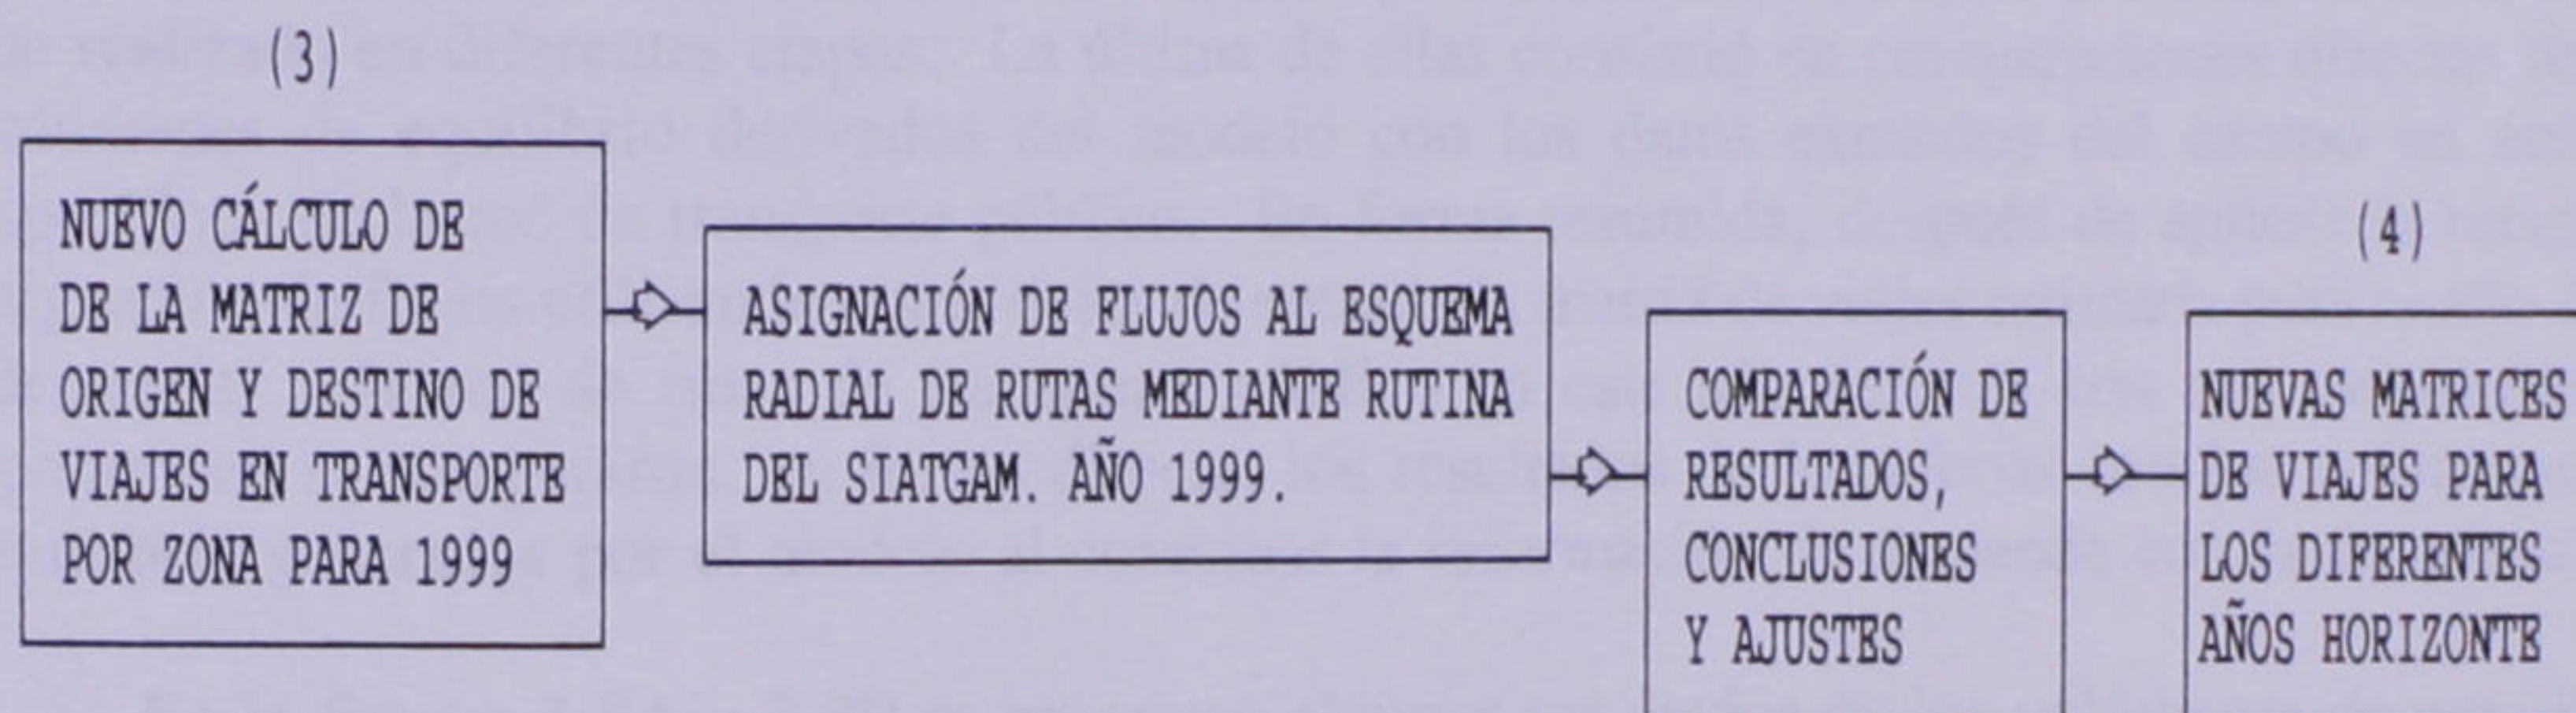 (3)
NUEVO CÁLCULO DE
DE LA MATRIZ DE
ORIGEN Y DESTINO DE
VIAJES EN TRANSPORTE
POR ZONA PARA 1999
ASIGNACIÓN DE FLUJOS AL ESQUEMA
RADIAL DE RUTAS MEDIANTE RUTINA
DEL SIATGAM. AÑO 1999.
COMPARACIÓN DE
RESULTADOS,
CONCLUSIONES
Y AJUSTES
(4)
NUEVAS MATRICES
DE VIAJES PARA
LOS DIFERENTES
AÑOS HORIZONTE